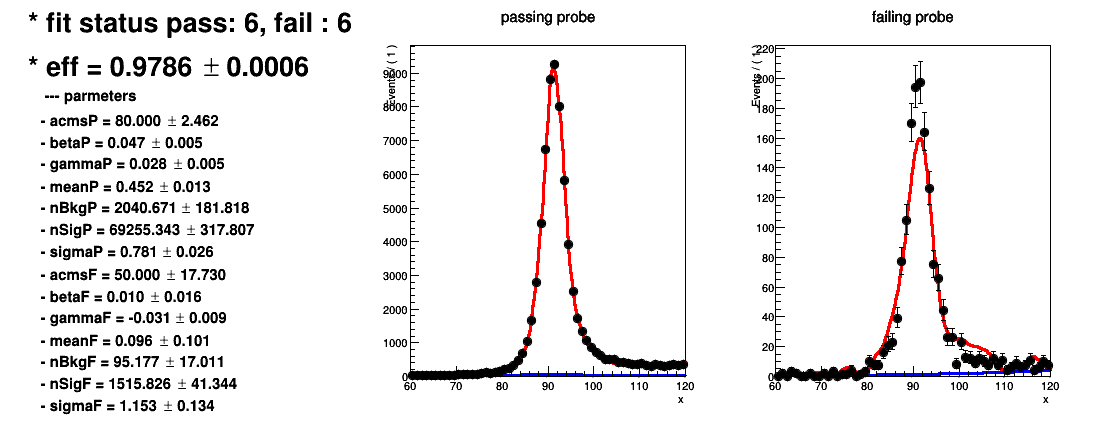 * fit status pass: 6, fail : 6
* eff = 0.9786 ± 0.0006
--- parmeters
- acmsP = 80.000 ± 2.462
- betaP = 0.047 ± 0.005
- gammaP = 0.028 ± 0.005
- meanP = 0.452 ± 0.013
- nBkgP = 2040.671 ± 181.818
- nSigP = 69255.343 ± 317.807
- sigmaP = 0.781 ± 0.026
- acmsF = 50.000 ± 17.730
- betaF = 0.010 ± 0.016
- gammaF = -0.031 ± 0.009
- meanF = 0.096 ± 0.101
- nBkgF = 95.177 ± 17.011
- nSigF = 1515.826 ± 41.344
- sigmaF = 1.153 ± 0.134
passing probe
Events / ( 1 )
9000
8000
7000
6000
5000
4000
3000
2000
1000
0
60 70 80 90 100 110 120
x
failing probe
Events / ( 1 )
220
200
180
160
140
120
100
80
60
40
20
0
60 70 80 90 100 110 120
x